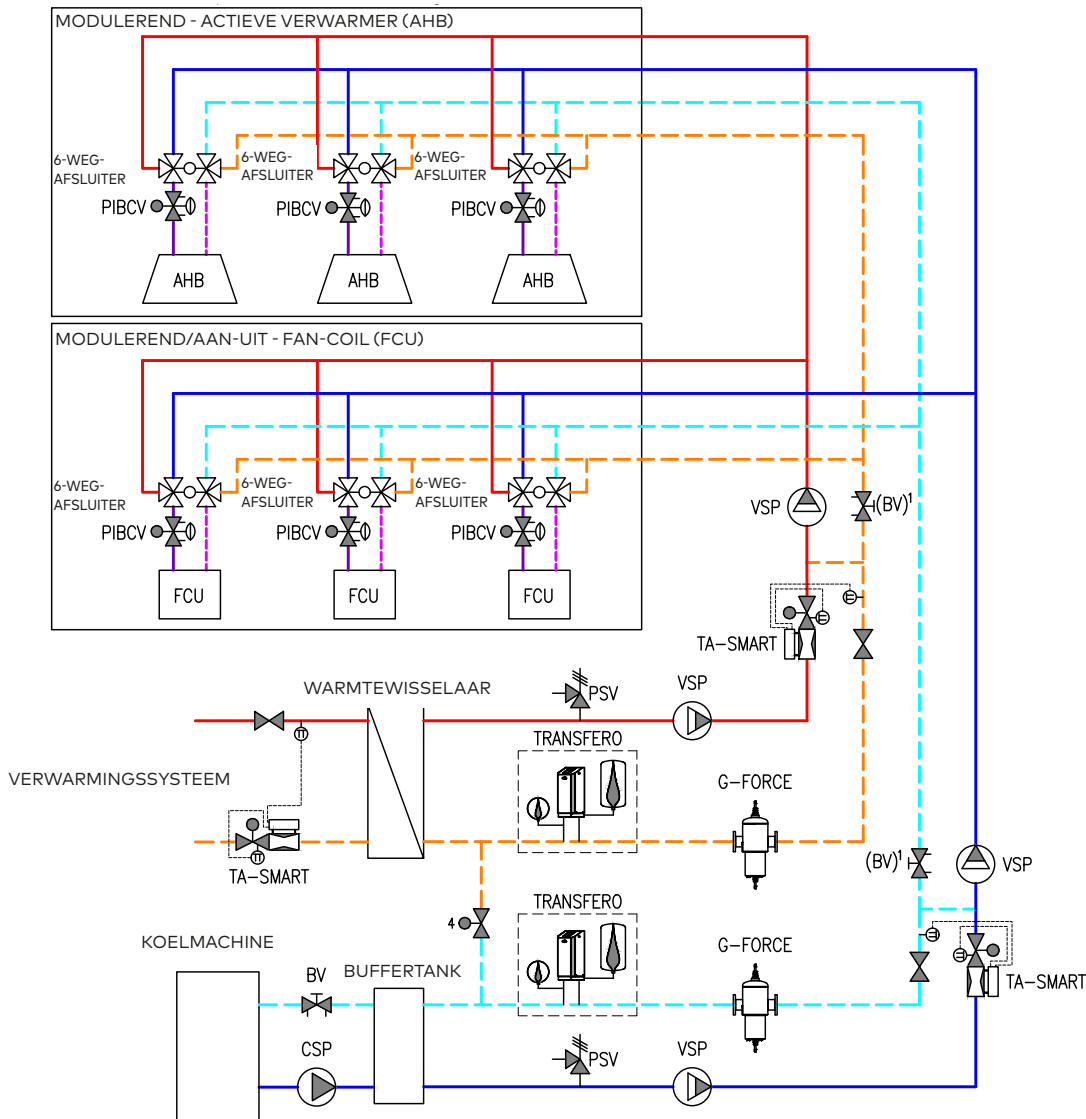 MODULEREND - ACTIEVE VERWARMER (AHB)
6-WEG-
AFSLUITER
6-WEG-
AFSLUITER
6-WEG-
AFSLUITER
PIBCV
PIBCV
PIBCV
AHB
AHB
AHB
MODULEREND/AAN-UIT - FAN-COIL (FCU)
6-WEG-
AFSLUITER
6-WEG-
AFSLUITER
6-WEG-
AFSLUITER
PIBCV
PIBCV
PIBCV
FCU
FCU
FCU
VSP
(BV)¹
TA-SMART
WARMTEWISSELAAR
PSV
VSP
TRANSFERO
VERWARMINGSSYSTEEM
G-FORCE
TA-SMART
(BV)¹
VSP
4
TRANSFERO
KOELMACHINE
G-FORCE
BV
BUFFERTANK
TA-SMART
CSP
PSV
VSP